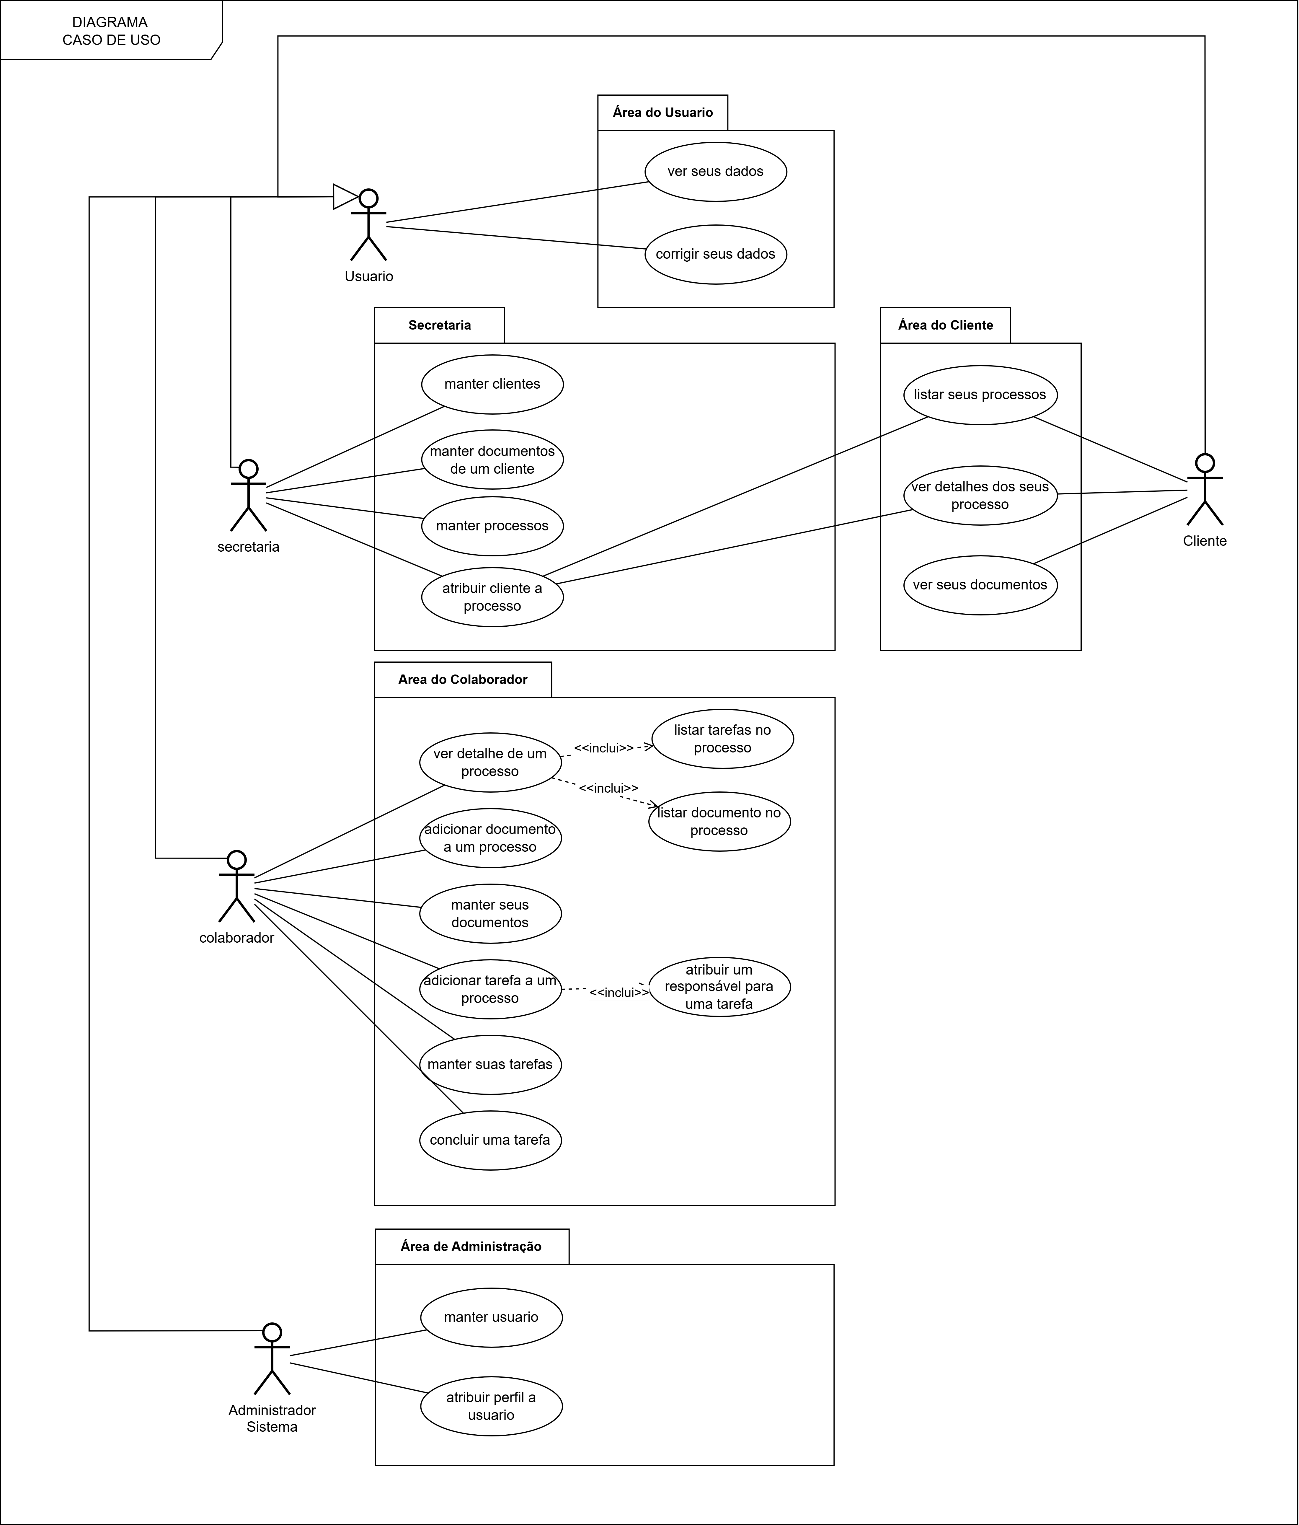 DIAGRAMA
CASO DE USO
Área do Usuario
ver seus dados
corrigir seus dados
Usuario
Secretaria
manter clientes
manter documentos
de um cliente
manter processos
atribuir cliente a
processo
secretaria
Área do Cliente
listar seus processos
ver detalhes dos seus
processo
ver seus documentos
Cliente
Area do Colaborador
ver detalhe de um
processo
<<inclui>>
listar tarefas no
processo
<<inclui>>
listar documento no
processo
adicionar documento
a um processo
manter seus
documentos
colaborador
adicionar tarefa a um
processo
<<inclui>>
atribuir um
responsável para
uma tarefa
manter suas tarefas
concluir uma tarefa
Área de Administração
manter usuario
atribuir perfil a
usuario
Administrador
Sistema